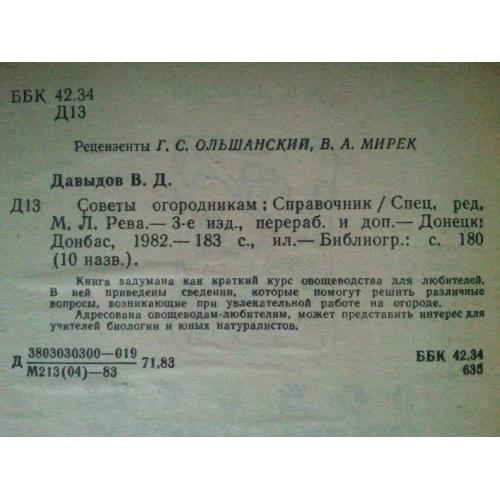 ББК 42.34
Д13
Рецензенты Г. С. ОЛЬШАНСКИЙ, В. А. МИРЕК
Давыдов В. Д.
Д13 Советы огородникам: Справочник / Спец. ред.
М. Л. Рева.— 3-е изд., перераб. и доп.— Донецк:
Донбас, 1982.— 183 с., ил.— Библиогр.: с. 180
(10 назв.).
Книга задумана как краткий курс овощеводства для любителей.
В ней приведены сведения, которые помогут решить различные
вопросы, возникающие при увлекательной работе на огороде.
Адресована овощеводам-любителям, может представить интерес для
учителей биологии и юных натуралистов.
Д 3803030300—019 71.83
М213(04)—83
ББК 42.34
635